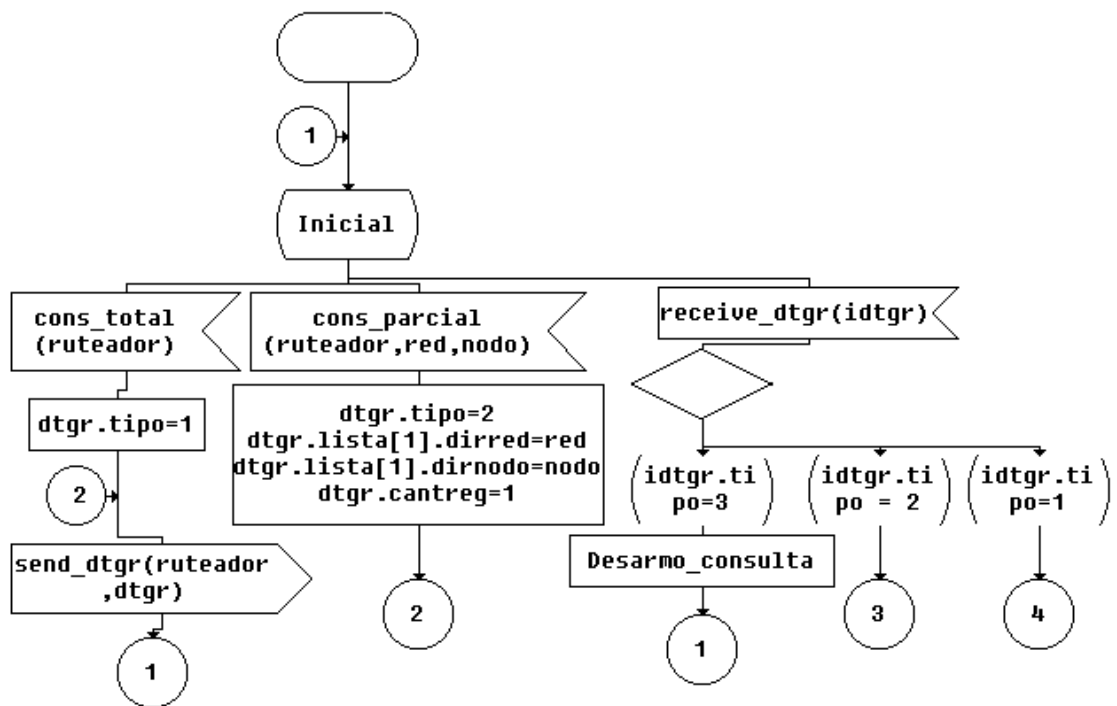 1
Inicial
cons_total
(ruteador)
cons_parcial
(ruteador,red,nodo)
receive_dtgr(idtgr)
dtgr.tipo=1
dtgr.tipo=2
dtgr.lista[1].dirred=red
dtgr.lista[1].dirnodo=nodo
dtgr.cantreg=1
2
(idtgr.ti
po=3)
(idtgr.ti
po = 2)
(idtgr.ti
po=1)
send_dtgr(ruteador
,dtgr)
Desarmo_consulta
1
2
1
3
4